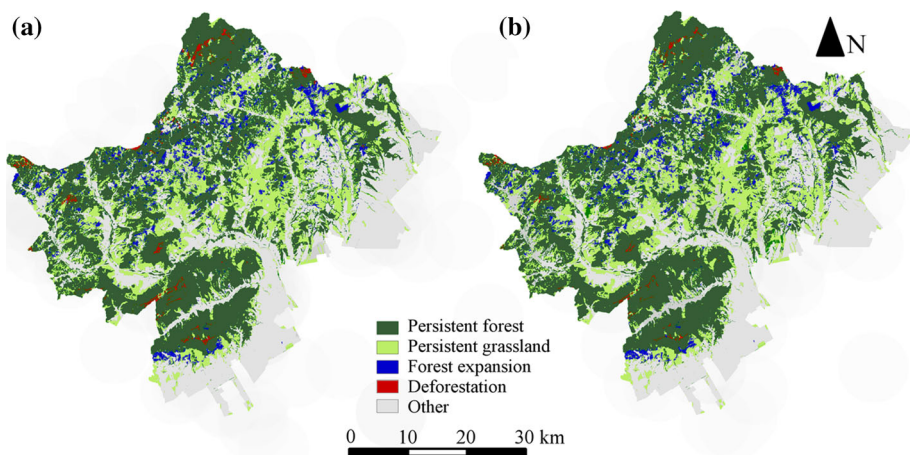 (a)
(b)
N
Persistent forest
Persistent grassland
Forest expansion
Deforestation
Other
0 10 20 30 km